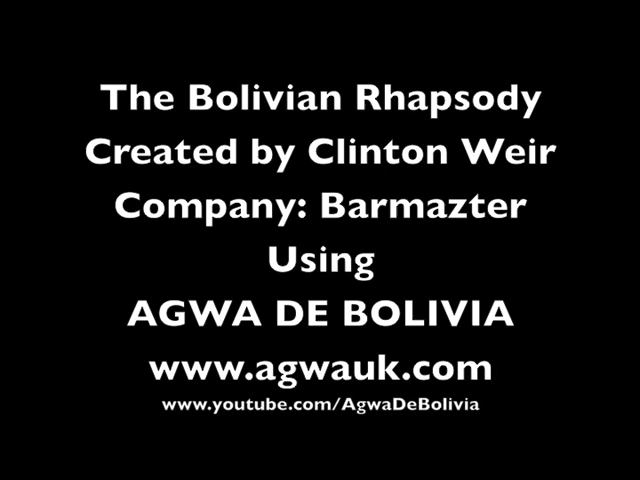 The Bolivian Rhapsody
Created by Clinton Weir
Company: Barmazter
Using
AGWA DE BOLIVIA
www.agwauk.com
www.youtube.com/AgwaDeBolivia